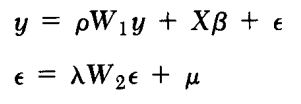 y = ρW₁y + Xβ + ϵ
ϵ = λW₂ϵ + μ